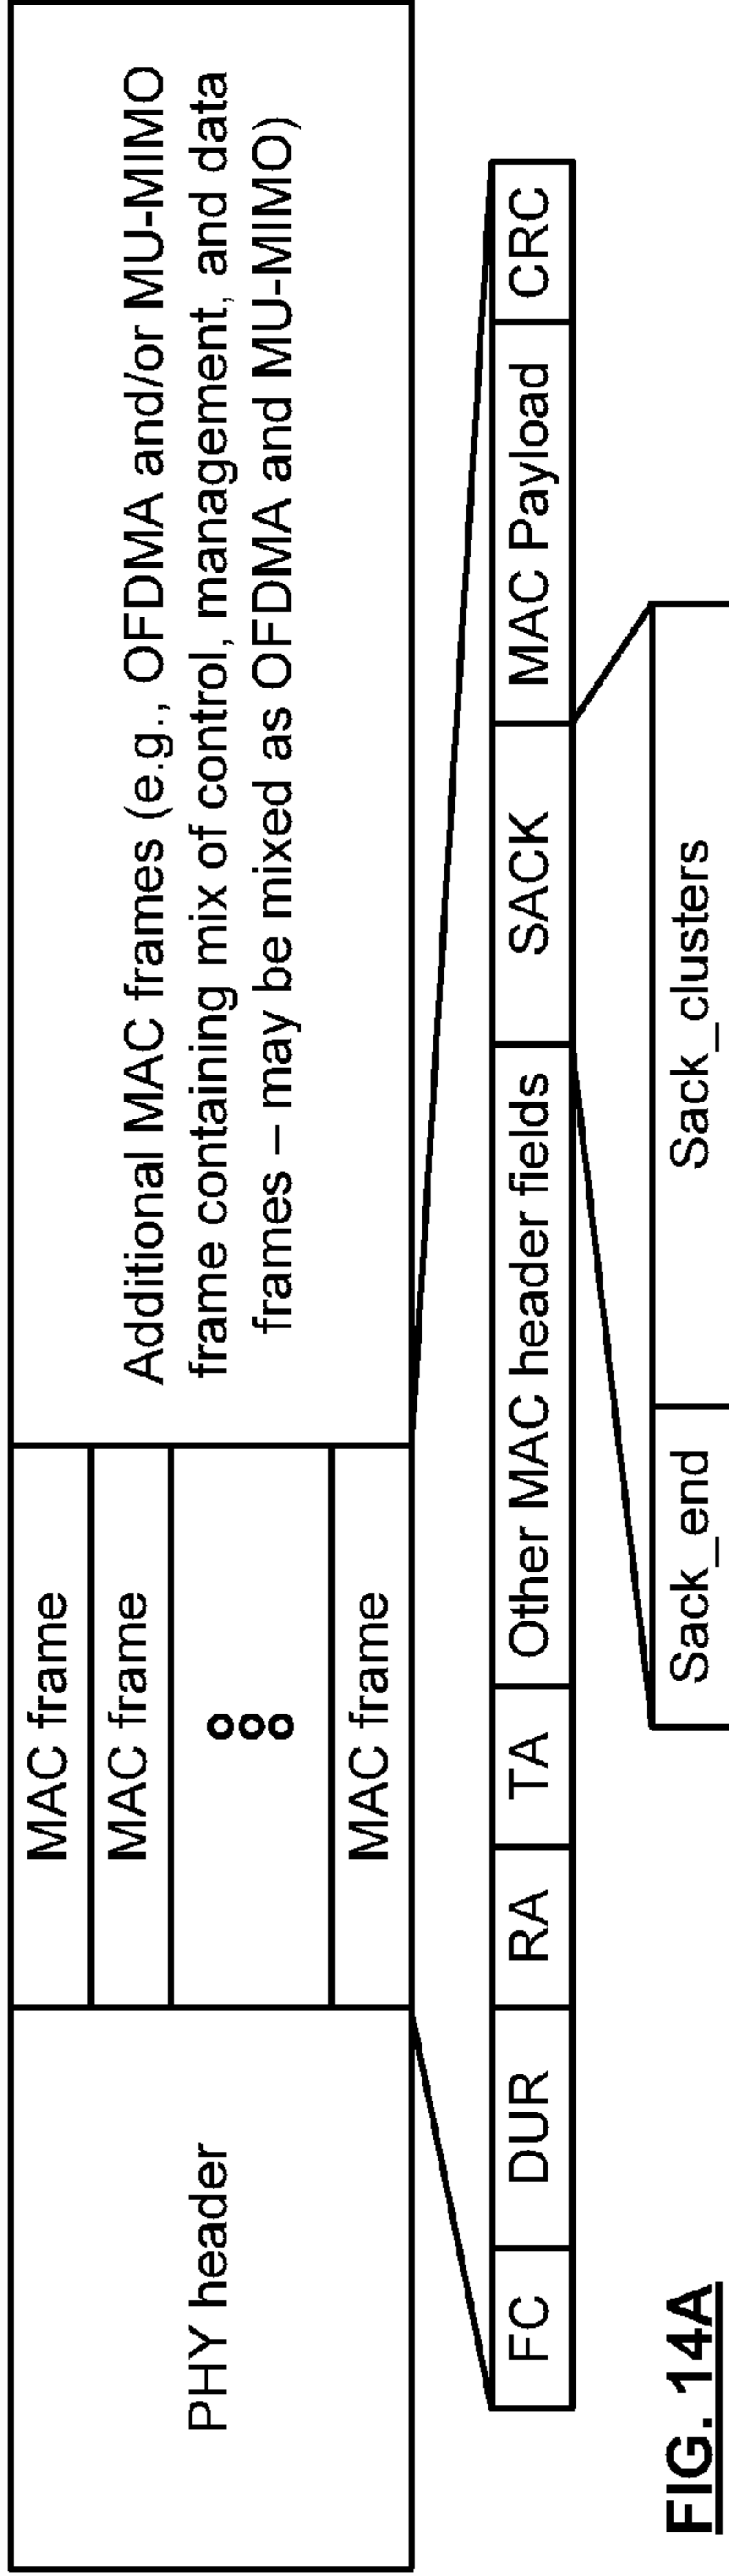 PHY header
MAC frame
MAC frame
MAC frame
Additional MAC frames (e.g., OFDMA and/or MU-MIMO
frame containing mix of control, management, and data
frames – may be mixed as OFDMA and MU-MIMO)
FC DUR RA TA Other MAC header fields SACK MAC Payload CRC
Sack_end Sack_clusters
FIG. 14A